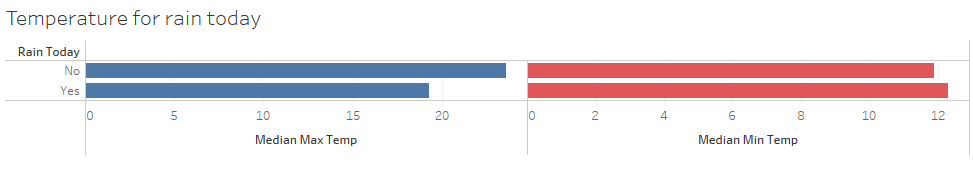 Temperature for rain today
Rain Today
No
Yes
0 5 10 15 20 0 2 4 6 8 10 12
Median Max Temp Median Min Temp